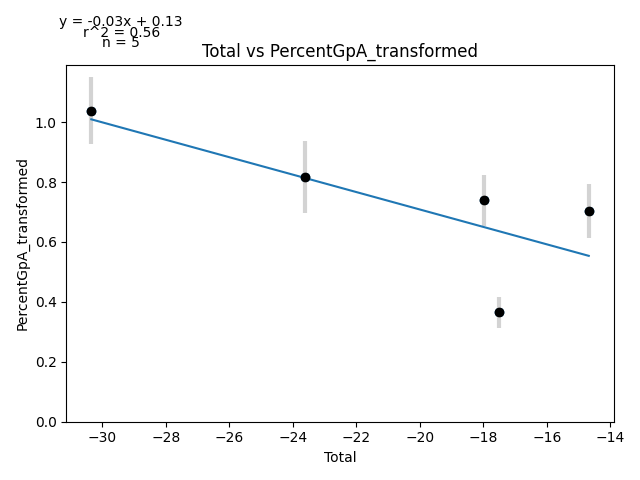 y = -0.03x + 0.13
r^2 = 0.56
n = 5
Total vs PercentGpA_transformed
PercentGpA_transformed
1.0
0.8
0.6
0.4
0.2
0.0
−30
−28
−26
−24
−22
−20
−18
−16
−14
Total